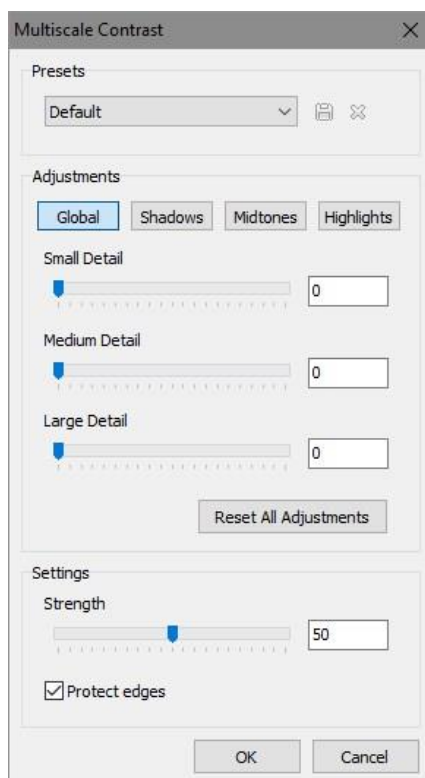 Multiscale Contrast
Presets
Default
Adjustments
Global Shadows Midtones Highlights
Small Detail
0
Medium Detail
0
Large Detail
0
Reset All Adjustments
Settings
Strength
50
Protect edges
OK Cancel